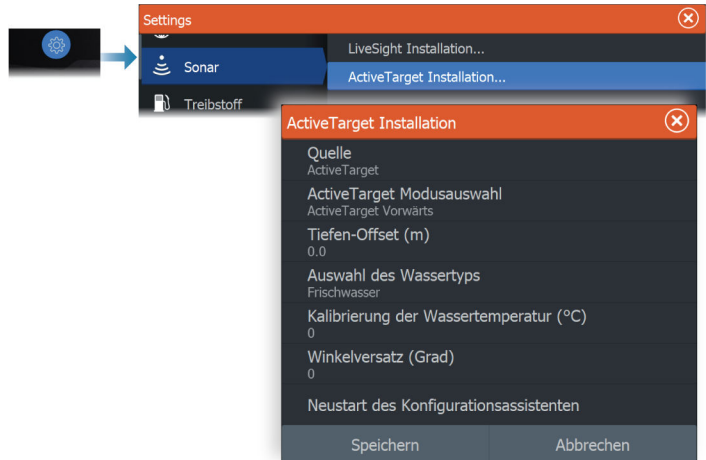 Settings
LiveSight Installation...
Sonar
ActiveTarget Installation...
Treibstoff
ActiveTarget Installation
Quelle
ActiveTarget
ActiveTarget Modusauswahl
ActiveTarget Vorwärts
Tiefen-Offset (m)
0.0
Auswahl des Wassertyps
Frischwasser
Kalibrierung der Wassertemperatur (°C)
0
Winkelversatz (Grad)
0
Neustart des Konfigurationsassistenten
Speichern
Abbrechen